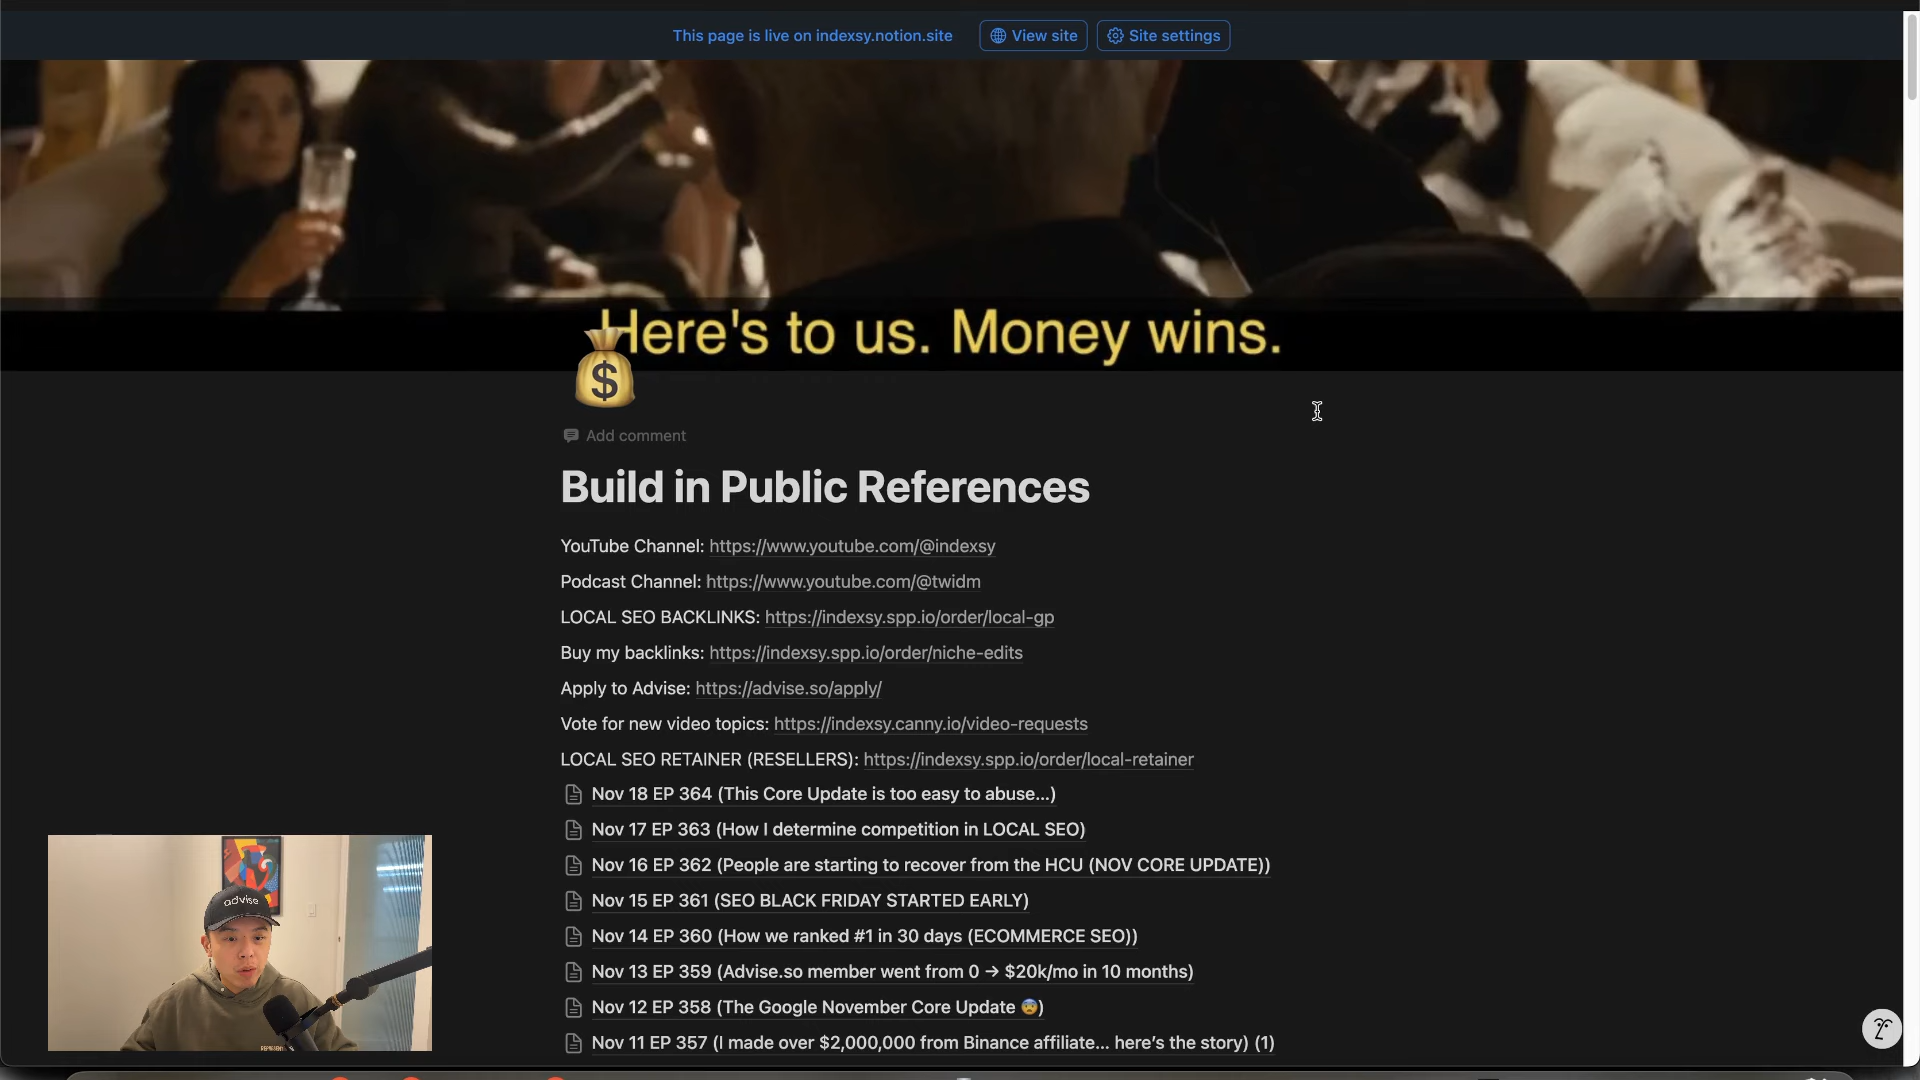 This page is live on indexsy.notion.site
View site
Site settings
Here's to us. Money wins.
$
Add comment
Build in Public References
YouTube Channel: https://www.youtube.com/@indexsy
Podcast Channel: https://www.youtube.com/@twidm
LOCAL SEO BACKLINKS: https://indexsy.spp.io/order/local-gp
Buy my backlinks: https://indexsy.spp.io/order/niche-edits
Apply to Advise: https://advise.so/apply/
Vote for new video topics: https://indexsy.canny.io/video-requests
LOCAL SEO RETAINER (RESELLERS): https://indexsy.spp.io/order/local-retainer
Nov 18 EP 364 (This Core Update is too easy to abuse...)
Nov 17 EP 363 (How I determine competition in LOCAL SEO)
Nov 16 EP 362 (People are starting to recover from the HCU (NOV CORE UPDATE))
Nov 15 EP 361 (SEO BLACK FRIDAY STARTED EARLY)
Nov 14 EP 360 (How we ranked #1 in 30 days (ECOMMERCE SEO))
Nov 13 EP 359 (Advise.so member went from 0 → $20k/mo in 10 months)
Nov 12 EP 358 (The Google November Core Update 😨)
Nov 11 EP 357 (I made over $2,000,000 from Binance affiliate... here's the story) (1)
advise